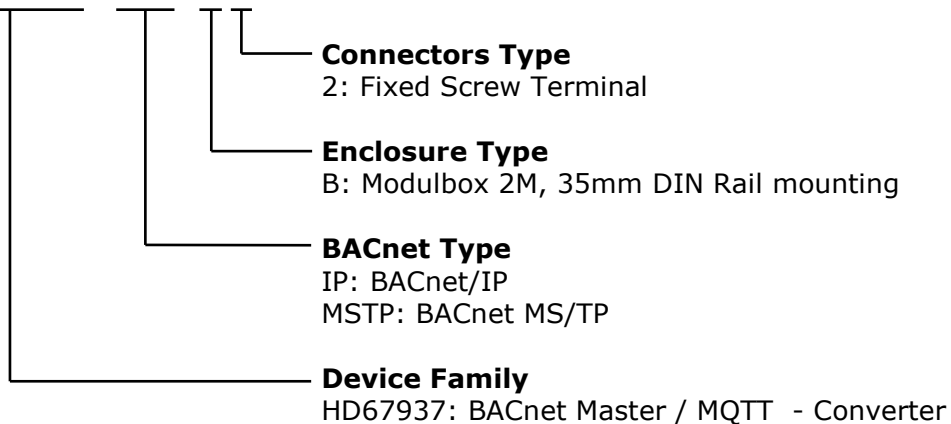 Connectors Type
2: Fixed Screw Terminal
Enclosure Type
B: Modulbox 2M, 35mm DIN Rail mounting
BACnet Type
IP: BACnet/IP
MSTP: BACnet MS/TP
Device Family
HD67937: BACnet Master / MQTT - Converter